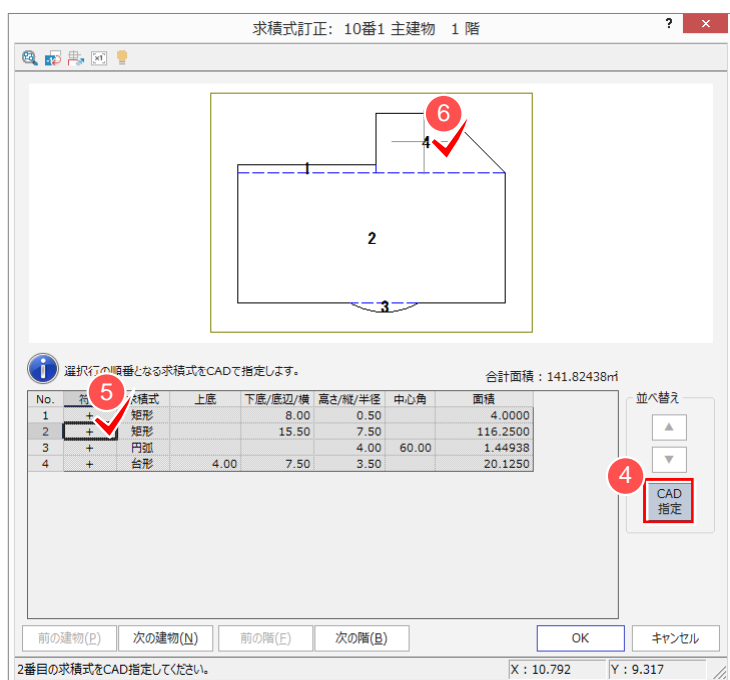 求積式訂正: 10番1 主建物 1 階
?
×
6
4
1
2
3
選択行の順番となる求積式をCADで指定します。
合計面積 : 141.82438㎡
5
No. 符 求積式 上底 下底/底辺/横 高さ/縦/半径 中心角 面積
1 + 矩形 8.00 0.50 4.0000
2 + 矩形 15.50 7.50 116.2500
3 + 円弧 4.00 60.00 1.44938
4 + 台形 4.00 7.50 3.50 20.1250
並べ替え
▲
▼
4
CAD
指定
前の建物(P) 次の建物(N) 前の階(F) 次の階(B) OK キャンセル
2番目の求積式をCAD指定してください。 X : 10.792 Y : 9.317